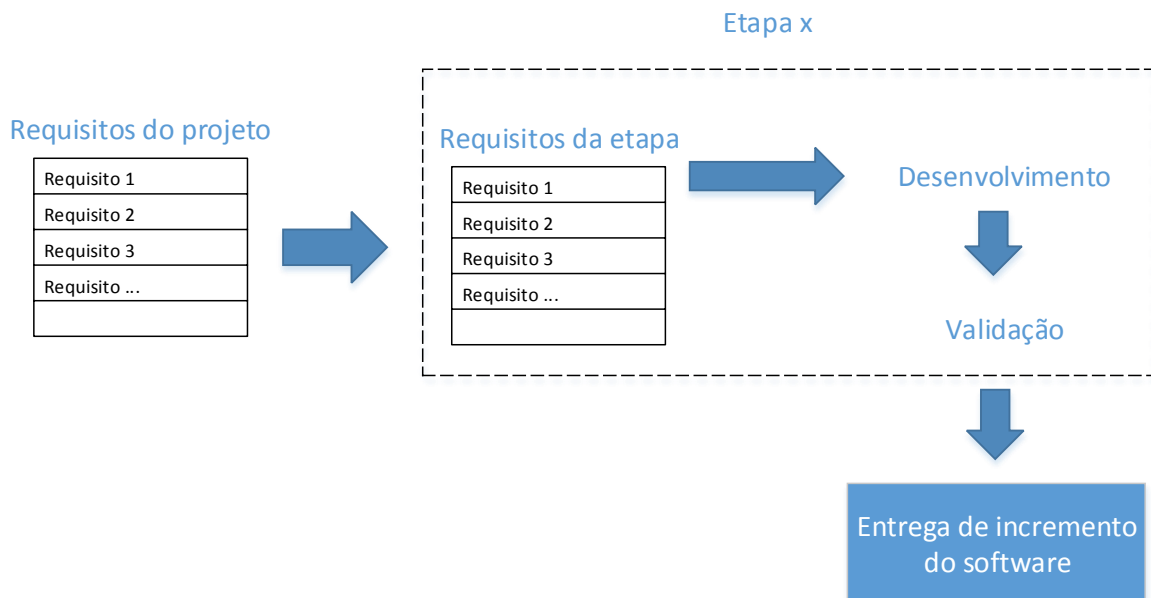 Etapa x
Requisitos do projeto
Requisito 1
Requisito 2
Requisito 3
Requisito ...
Requisitos da etapa
Requisito 1
Requisito 2
Requisito 3
Requisito ...
Desenvolvimento
Validação
Entrega de incremento
do software